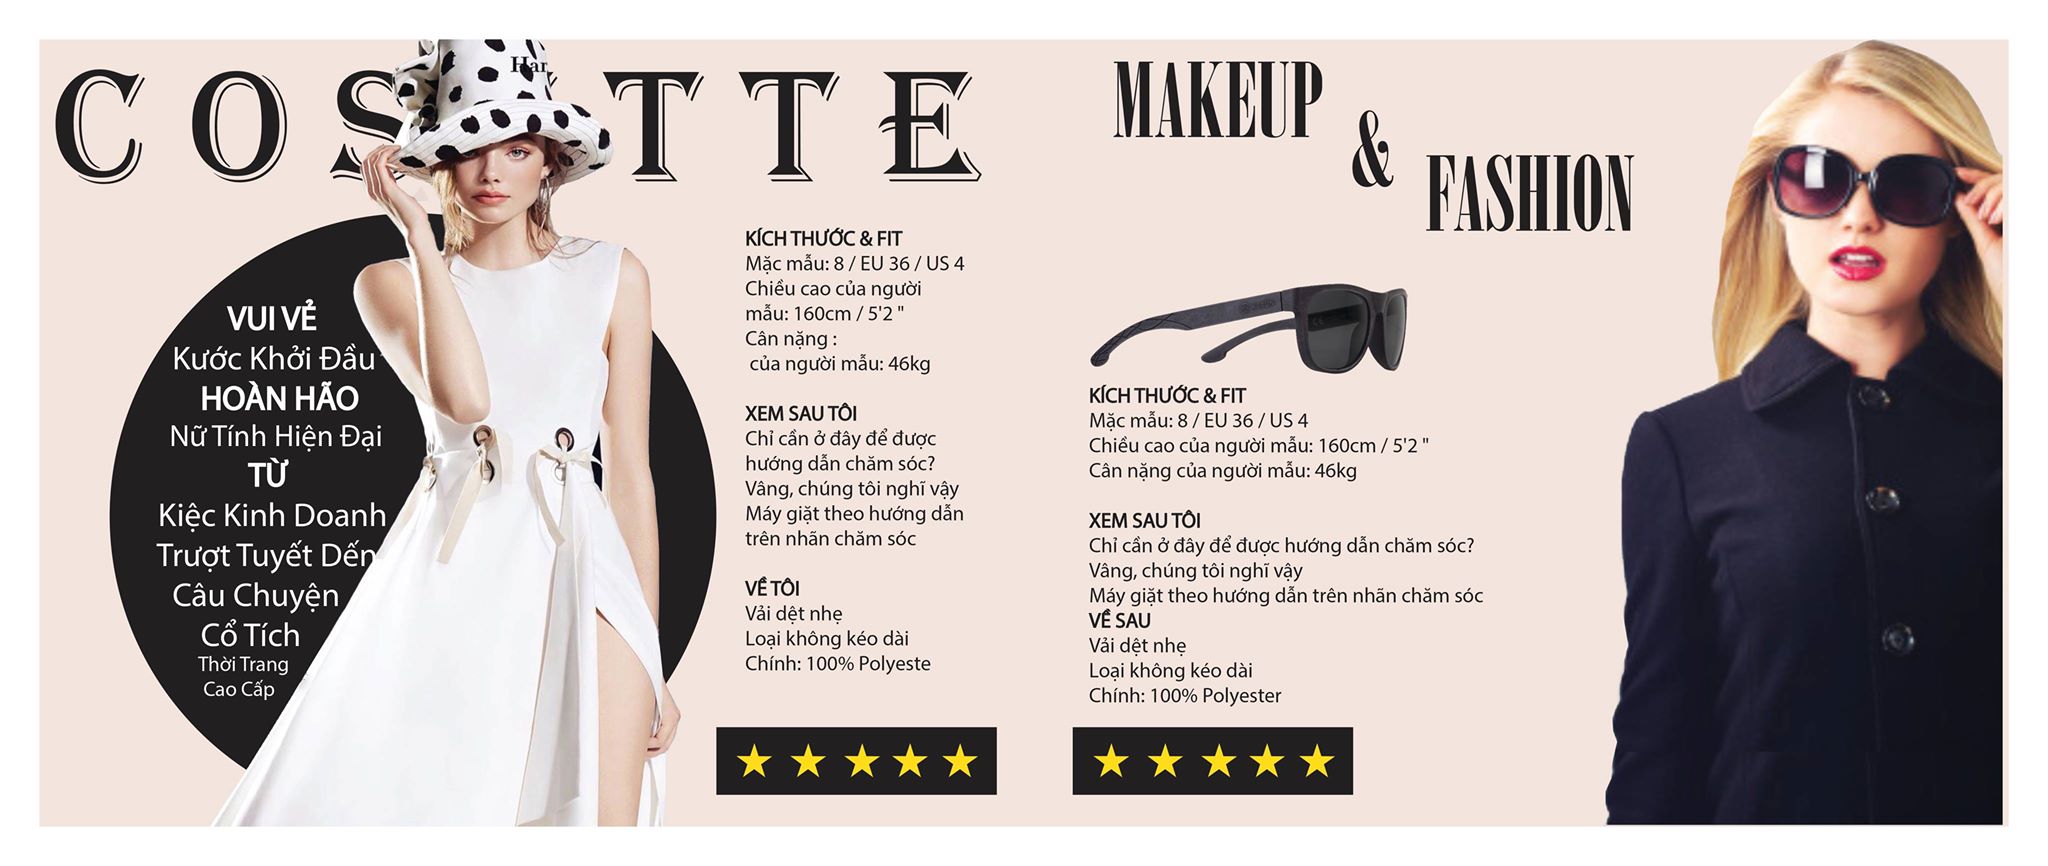 COS TTE
Har
VUI VẺ
Kước Khởi Đầu
HOÀN HÃO
Nữ Tính Hiện Đại
TỪ
Kiệc Kinh Doanh
Trượt Tuyết Dến
Câu Chuyện
Cổ Tích
Thời Trang
Cao Cấp
KÍCH THƯỚC & FIT
Mặc mẫu: 8 / EU 36 / US 4
Chiều cao của người
mẫu: 160cm / 5'2 "
Cân nặng :
của người mẫu: 46kg
XEM SAU TÔI
Chỉ cần ở đây để được
hướng dẫn chăm sóc?
Vâng, chúng tôi nghĩ vậy
Máy giặt theo hướng dẫn
trên nhãn chăm sóc
VỀ TÔI
Vải dệt nhẹ
Loại không kéo dài
Chính: 100% Polyeste
MAKEUP
&
FASHION
KÍCH THƯỚC & FIT
Mặc mẫu: 8 / EU 36 / US 4
Chiều cao của người mẫu: 160cm / 5'2 "
Cân nặng của người mẫu: 46kg
XEM SAU TÔI
Chỉ cần ở đây để được hướng dẫn chăm sóc?
Vâng, chúng tôi nghĩ vậy
Máy giặt theo hướng dẫn trên nhãn chăm sóc
VỀ SAU
Vải dệt nhẹ
Loại không kéo dài
Chính: 100% Polyester